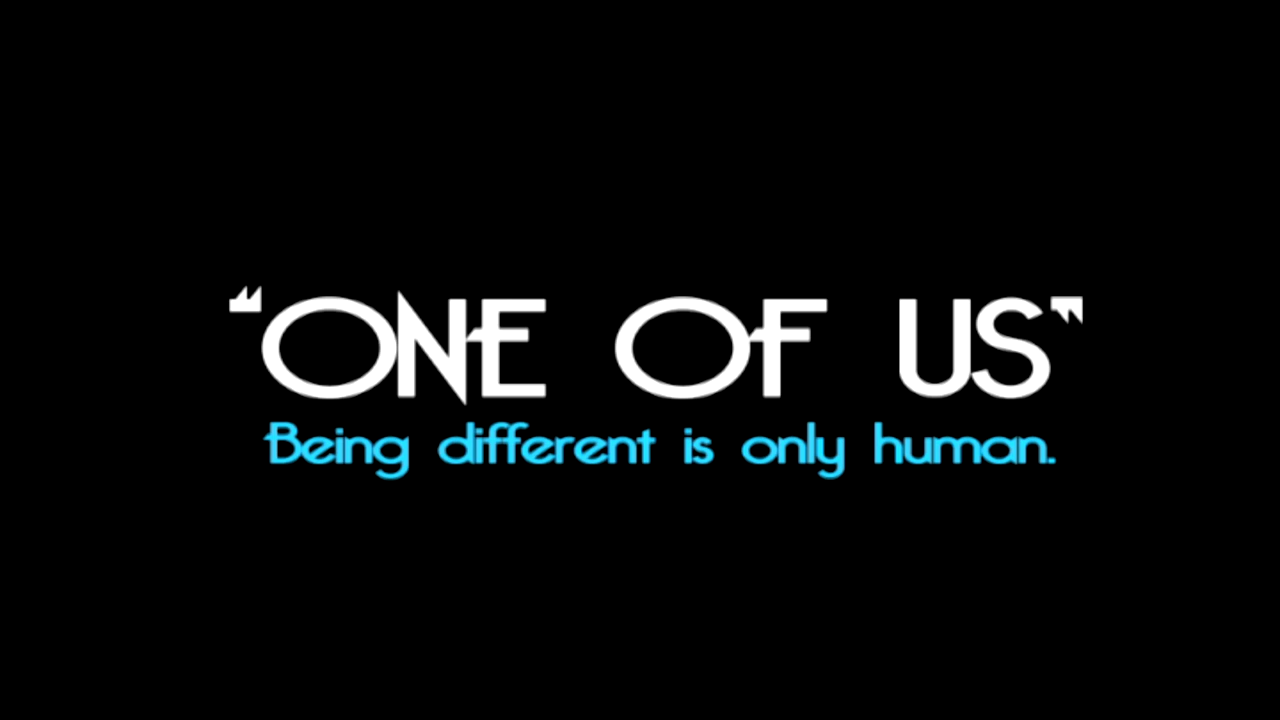 “ONE OF US”
Being different is only human.